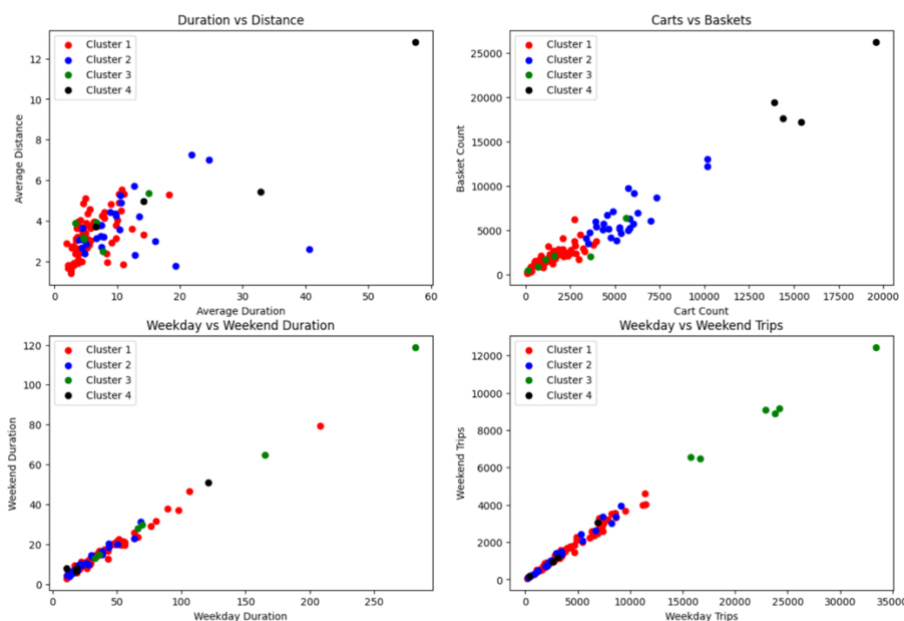 Duration vs Distance
Cluster 1
Cluster 2
Cluster 3
Cluster 4
12
10
8
6
4
2
Average Distance
0 10 20 30 40 50 60
Average Duration
Carts vs Baskets
Cluster 1
Cluster 2
Cluster 3
Cluster 4
25000
20000
15000
10000
5000
0
Basket Count
0 2500 5000 7500 10000 12500 15000 17500 20000
Cart Count
Weekday vs Weekend Duration
Cluster 1
Cluster 2
Cluster 3
Cluster 4
120
100
80
60
40
20
0
Weekend Duration
0 50 100 150 200 250
Weekday Duration
Weekday vs Weekend Trips
Cluster 1
Cluster 2
Cluster 3
Cluster 4
12000
10000
8000
6000
4000
2000
0
Weekend Trips
0 5000 10000 15000 20000 25000 30000 35000
Weekday Trips